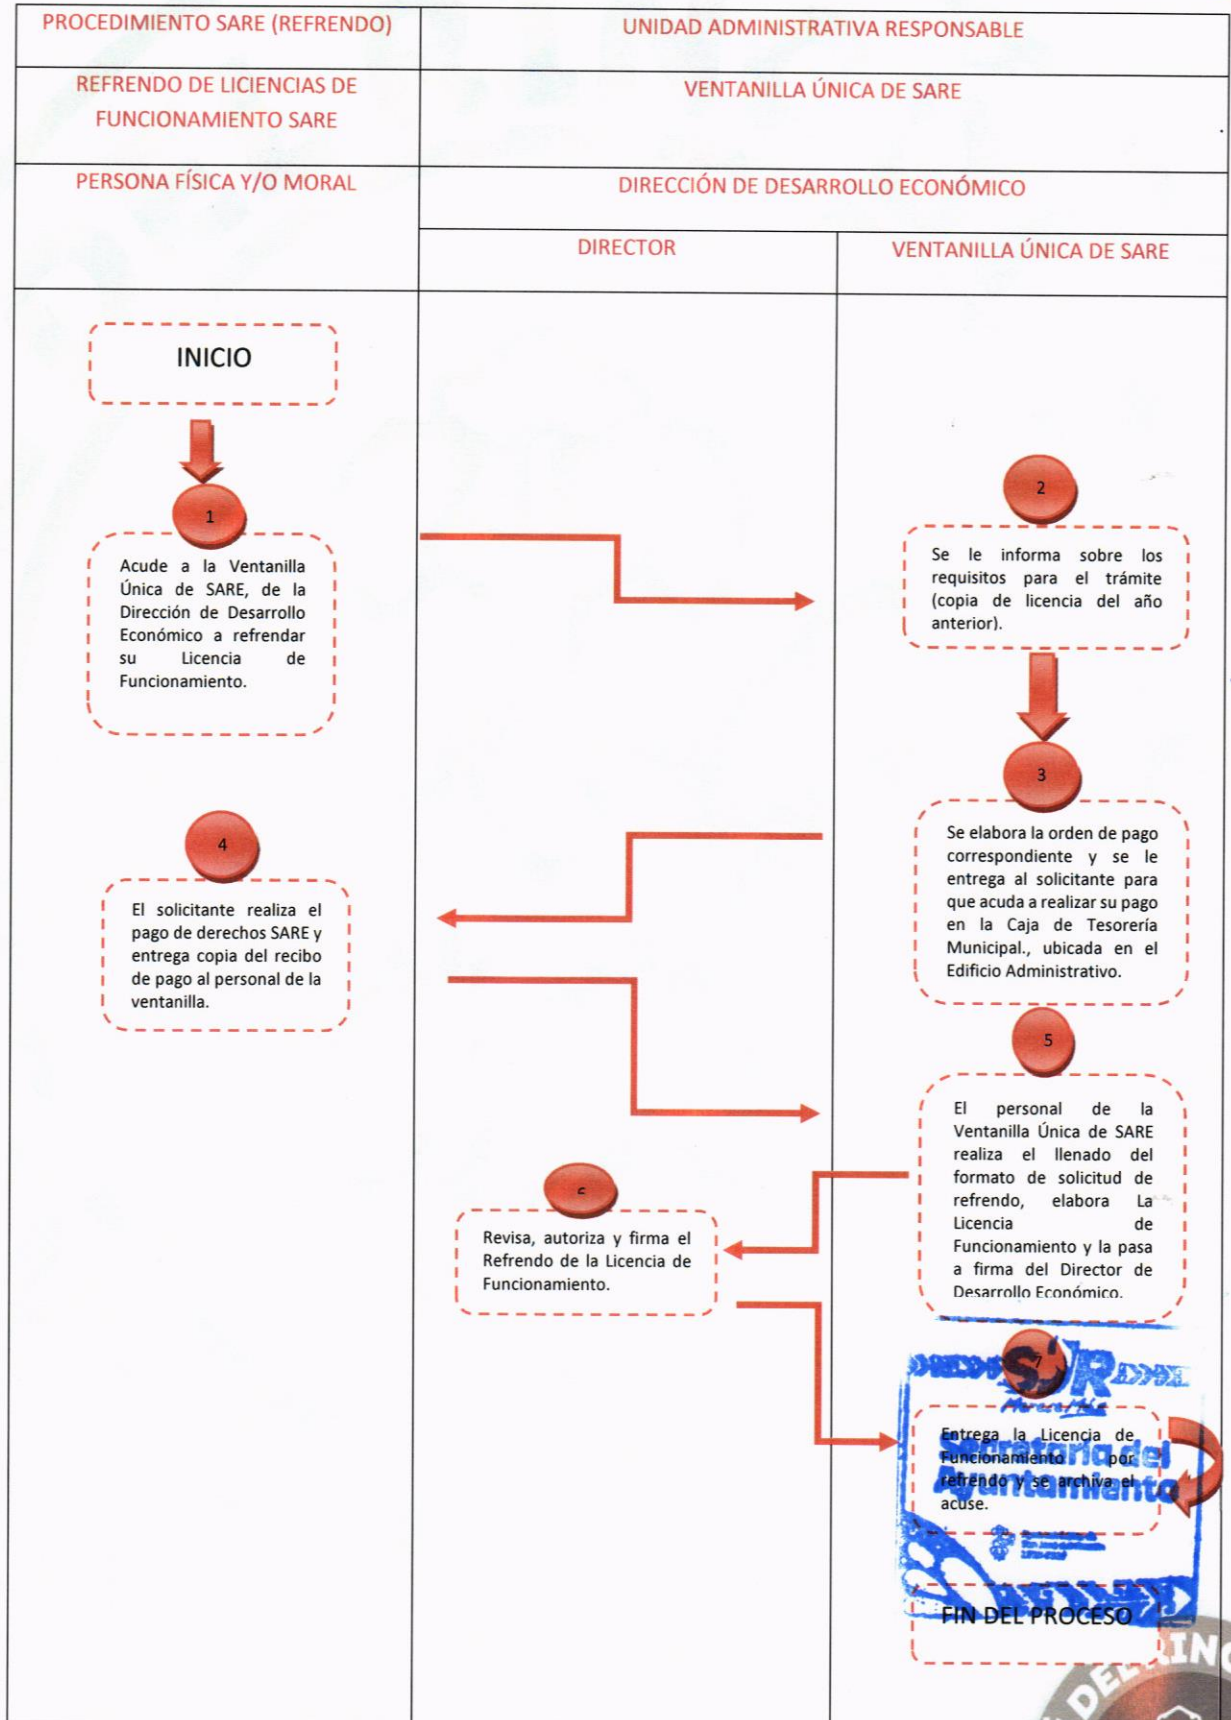 PROCEDIMIENTO SARE (REFRENDO)
UNIDAD ADMINISTRATIVA RESPONSABLE
REFRENDO DE LICIENCIAS DE
FUNCIONAMIENTO SARE
VENTANILLA ÚNICA DE SARE
PERSONA FÍSICA Y/O MORAL
DIRECCIÓN DE DESARROLLO ECONÓMICO
DIRECTOR
VENTANILLA ÚNICA DE SARE
INICIO
1
Acude a la Ventanilla
Única de SARE, de la
Dirección de Desarrollo
Económico a refrendar
su Licencia de
Funcionamiento.
2
Se le informa sobre los
requisitos para el trámite
(copia de licencia del año
anterior).
3
Se elabora la orden de pago
correspondiente y se le
entrega al solicitante para
que acuda a realizar su pago
en la Caja de Tesorería
Municipal., ubicada en el
Edificio Administrativo.
4
El solicitante realiza el
pago de derechos SARE y
entrega copia del recibo
de pago al personal de la
ventanilla.
5
El personal de la
Ventanilla Única de SARE
realiza el llenado del
formato de solicitud de
refrendo, elabora La
Licencia de
Funcionamiento y la pasa
a firma del Director de
Desarrollo Económico.
Revisa, autoriza y firma el
Refrendo de la Licencia de
Funcionamiento.
7
Entrega la Licencia de
Funcionamiento por
refrendo y se archiva el
acuse.
Secretaría del
Ayuntamiento
FIN DEL PROCESO